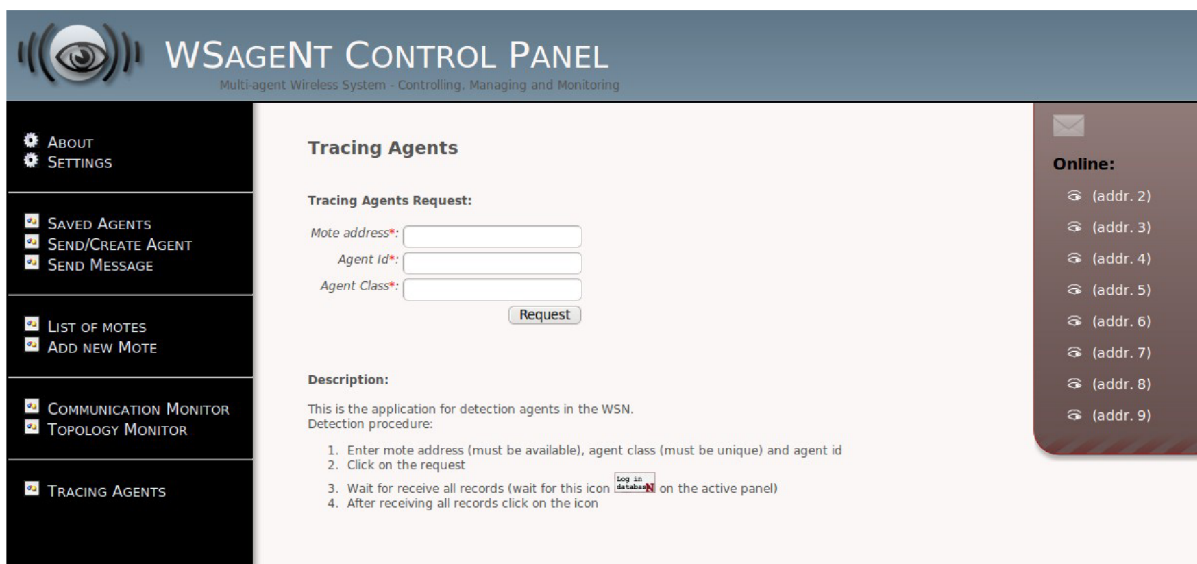 WSageNt Control Panel
Multi-agent Wireless System - Controlling, Managing and Monitoring
About
Settings
Saved Agents
Send/Create Agent
Send Message
List of motes
Add new Mote
Communication Monitor
Topology Monitor
Tracing Agents
Tracing Agents
Tracing Agents Request:
Mote address*:
Agent Id*:
Agent Class*:
Request
Description:
This is the application for detection agents in the WSN.
Detection procedure:
1. Enter mote address (must be available), agent class (must be unique) and agent id
2. Click on the request
3. Wait for receive all records (wait for this icon Log in databasN on the active panel)
4. After receiving all records click on the icon
Online:
(addr. 2)
(addr. 3)
(addr. 4)
(addr. 5)
(addr. 6)
(addr. 7)
(addr. 8)
(addr. 9)